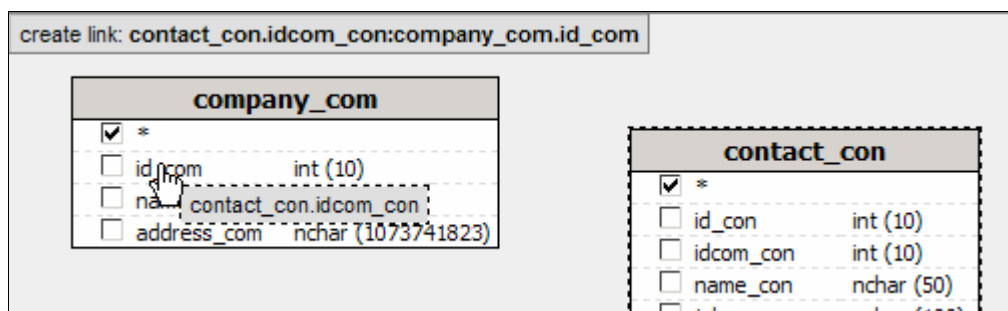 create link: contact_con.idcom_con:company_com.id_com
company_com
*
id_com int (10)
contact_con.idcom_con
address_com nchar (1073741823)
contact_con
*
id_con int (10)
idcom_con int (10)
name_con nchar (50)